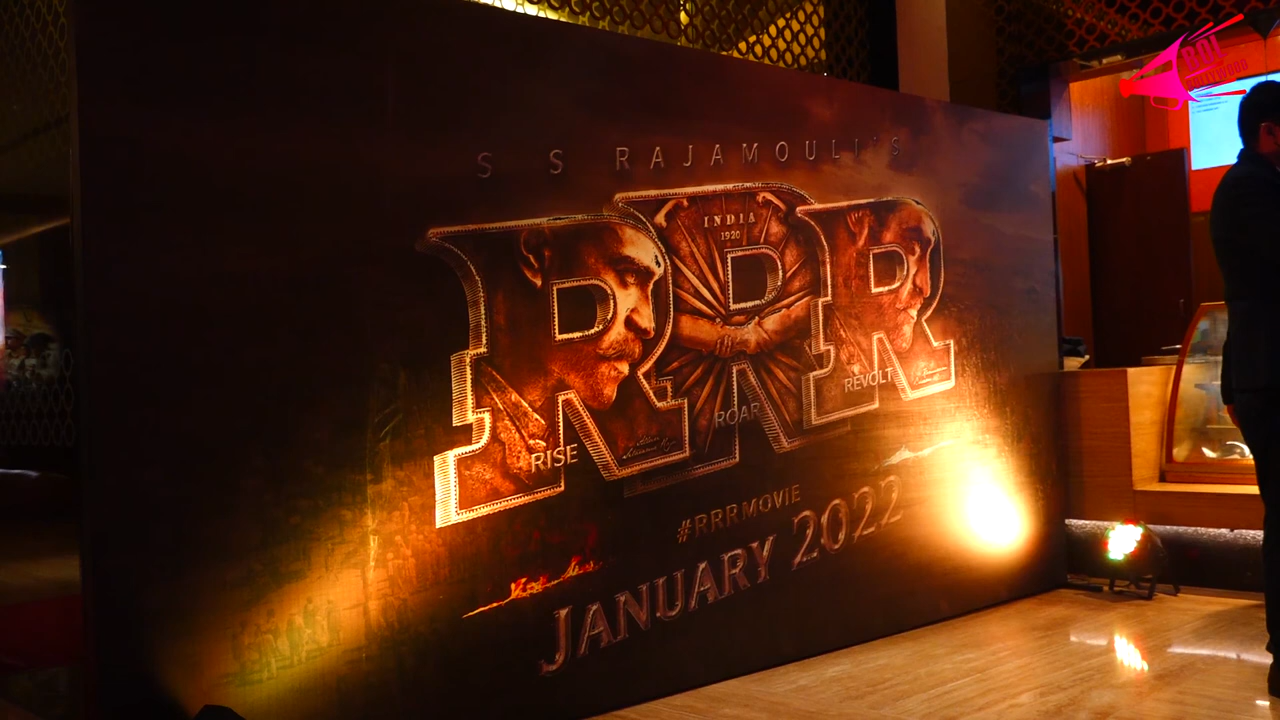 S S RAJAMOULI'S
RRR
INDIA
1920
RISE
ROAR
REVOLT
#RRRMOVIE
JANUARY 2022